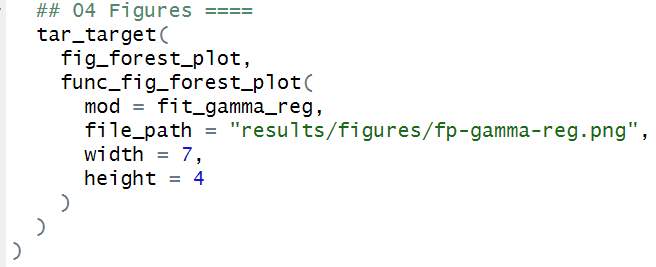 ## 04 Figures ====
tar_target(
fig_forest_plot,
func_fig_forest_plot(
mod = fit_gamma_reg,
file_path = "results/figures/fp-gamma-reg.png",
width = 7,
height = 4
)
)
)